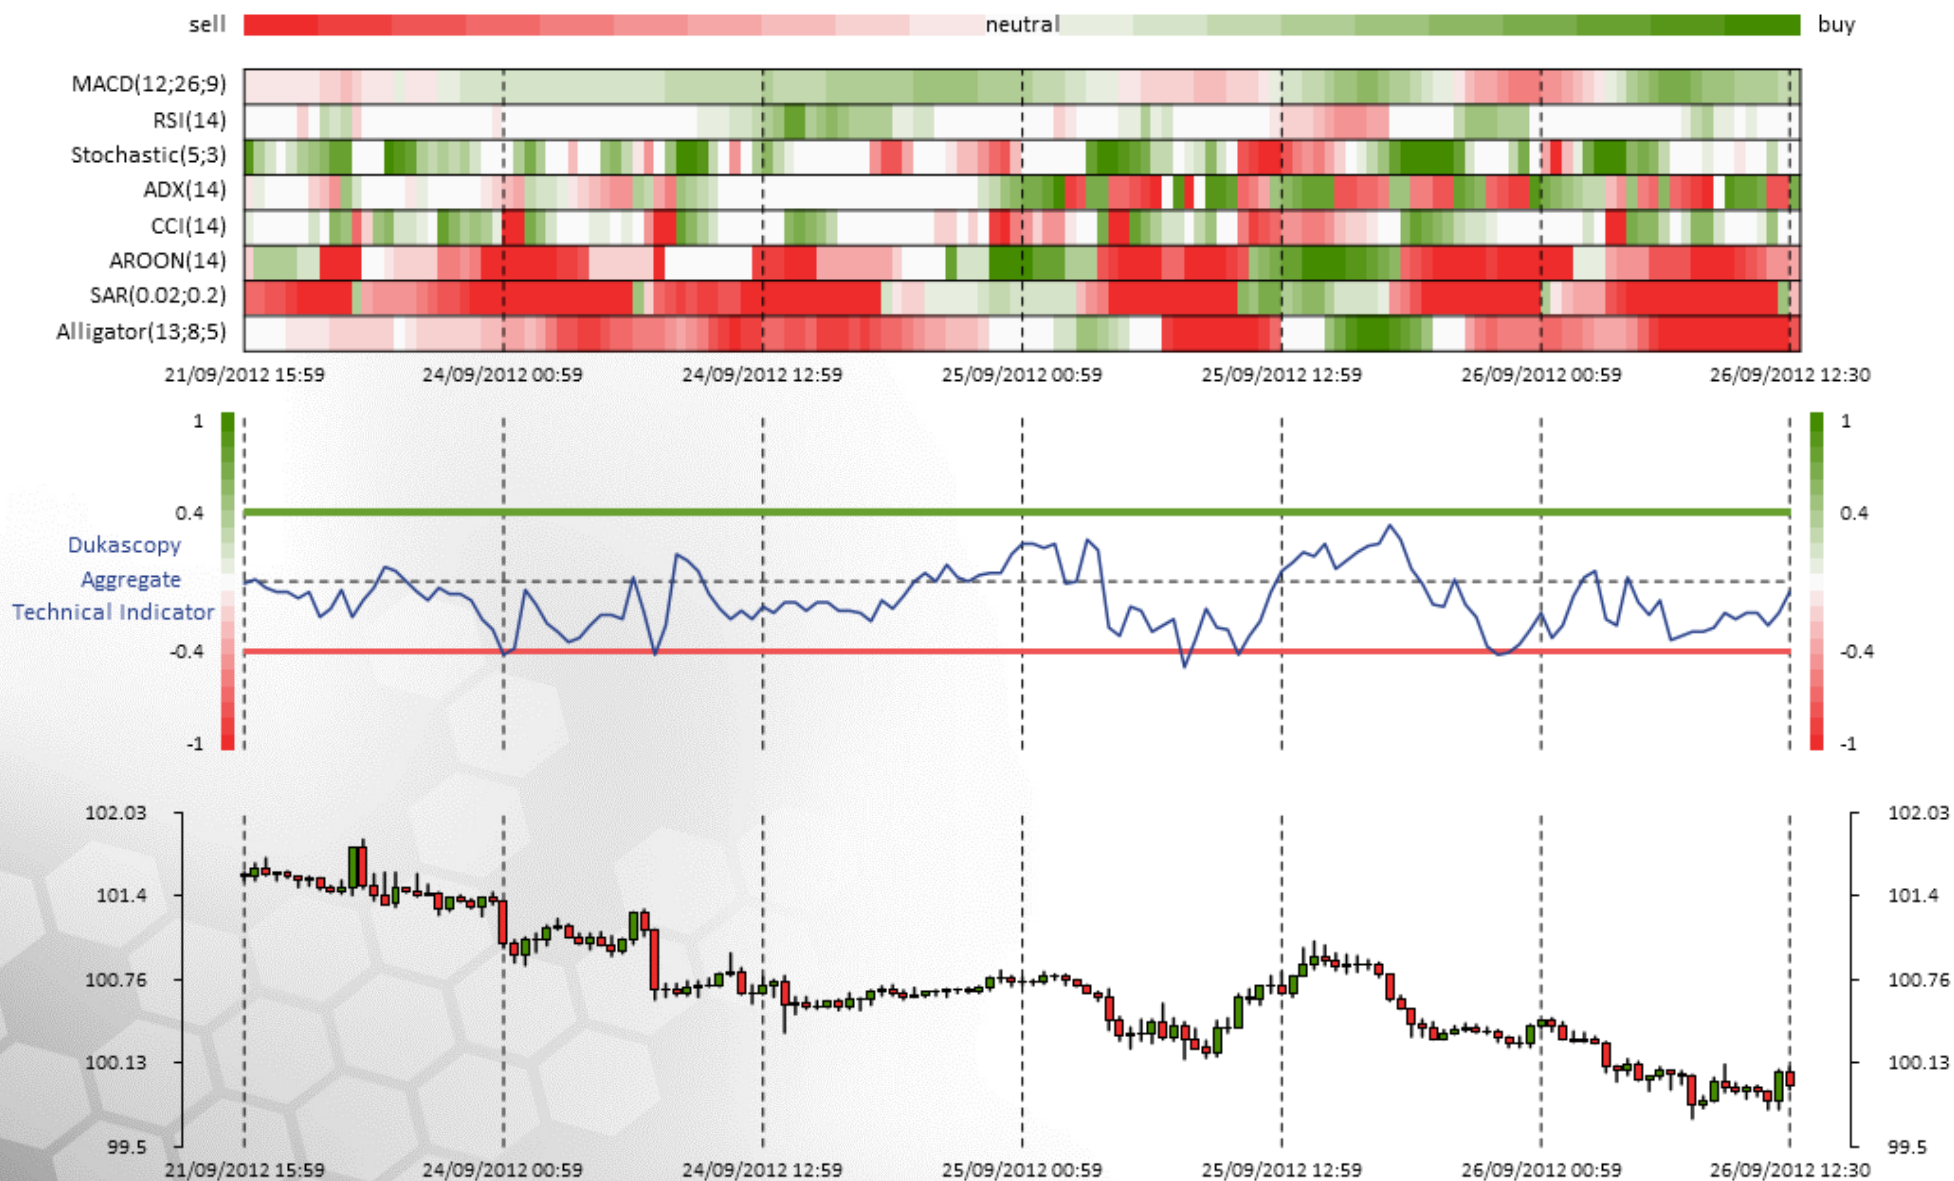 sell neutral buy
MACD(12;26;9)
RSI(14)
Stochastic(5;3)
ADX(14)
CCI(14)
AROON(14)
SAR(0.02;0.2)
Alligator(13;8;5)
21/09/2012 15:59 24/09/2012 00:59 24/09/2012 12:59 25/09/2012 00:59 25/09/2012 12:59 26/09/2012 00:59 26/09/2012 12:30
1 1
0.4 0.4
Dukascopy
Aggregate
Technical Indicator
-0.4 -0.4
-1 -1
102.03 102.03
101.4 101.4
100.76 100.76
100.13 100.13
99.5 99.5
21/09/2012 15:59 24/09/2012 00:59 24/09/2012 12:59 25/09/2012 00:59 25/09/2012 12:59 26/09/2012 00:59 26/09/2012 12:30